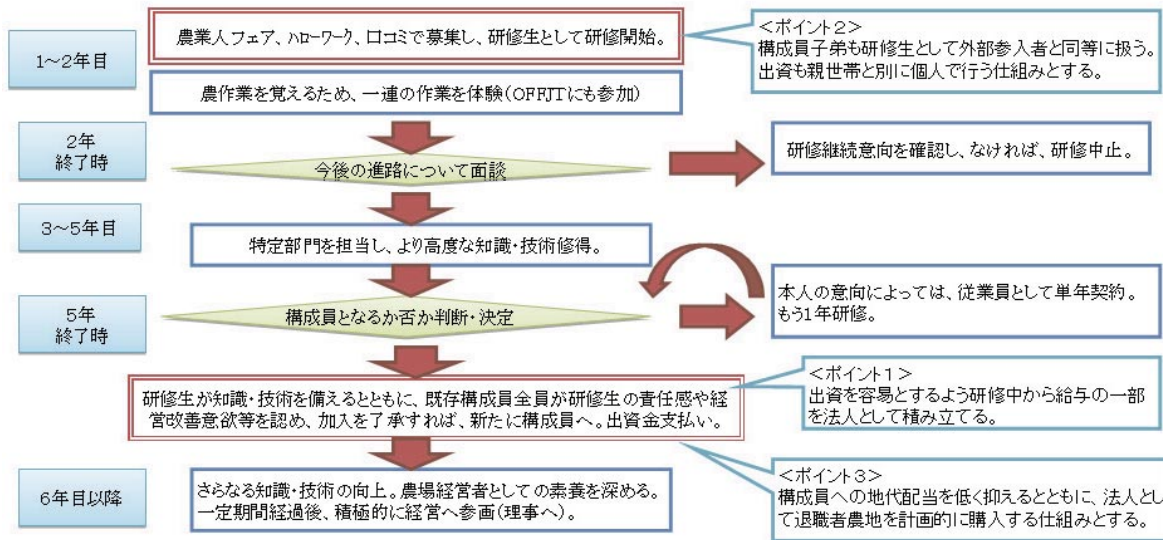 1～2年目
農業人フェア、ハローワーク、口コミで募集し、研修生として研修開始。
＜ポイント２＞
構成員子弟も研修生として外部参入者と同等に扱う。
出資も親世帯と別に個人で行う仕組みとする。
農作業を覚えるため、一連の作業を体験(OFFJTにも参加)
2年
終了時
今後の進路について面談
研修継続意向を確認し、なければ、研修中止。
3～5年目
特定部門を担当し、より高度な知識・技術修得。
5年
終了時
構成員となるか否か判断・決定
本人の意向によっては、従業員として単年契約。
もう1年研修。
研修生が知識・技術を備えるとともに、既存構成員全員が研修生の責任感や経
営改善意欲等を認め、加入を了承すれば、新たに構成員へ。出資金支払い。
＜ポイント１＞
出資を容易とするよう研修中から給与の一部
を法人として積み立てる。
6年目以降
さらなる知識・技術の向上。農場経営者としての素養を深める。
一定期間経過後、積極的に経営へ参画(理事へ)。
＜ポイント３＞
構成員への地代配当を低く抑えるとともに、法人とし
て退職者農地を計画的に購入する仕組みとする。